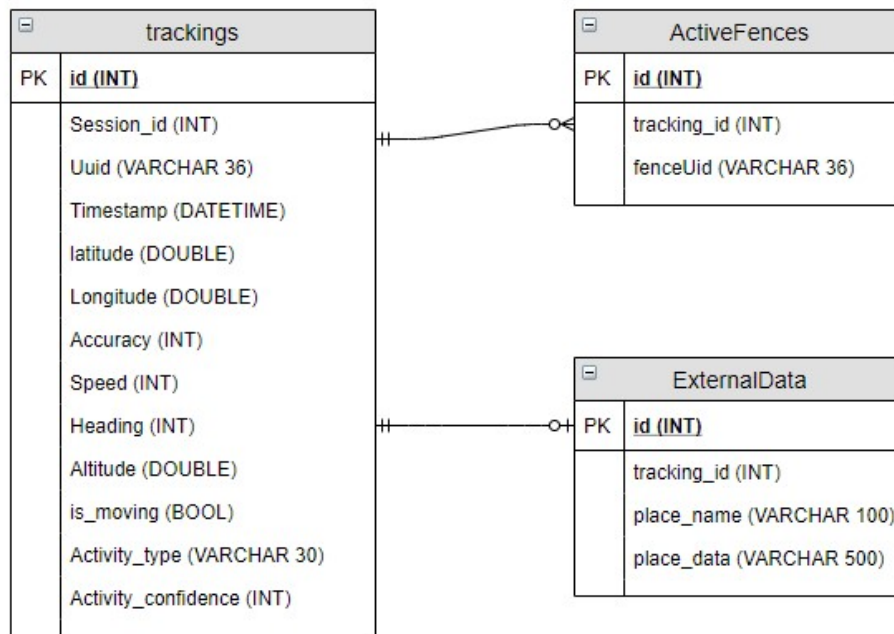 trackings
PK id (INT)
Session_id (INT)
Uuid (VARCHAR 36)
Timestamp (DATETIME)
latitude (DOUBLE)
Longitude (DOUBLE)
Accuracy (INT)
Speed (INT)
Heading (INT)
Altitude (DOUBLE)
is_moving (BOOL)
Activity_type (VARCHAR 30)
Activity_confidence (INT)
ActiveFences
PK id (INT)
tracking_id (INT)
fenceUid (VARCHAR 36)
ExternalData
PK id (INT)
tracking_id (INT)
place_name (VARCHAR 100)
place_data (VARCHAR 500)